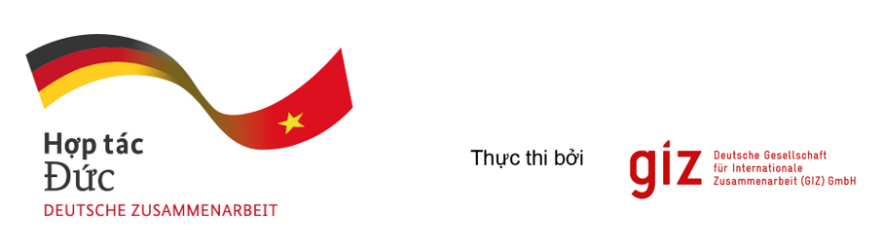 Hợp tác
Đức
DEUTSCHE ZUSAMMENARBEIT
Thực thi bởi
giz
Deutsche Gesellschaft
für Internationale
Zusammenarbeit (GIZ) GmbH